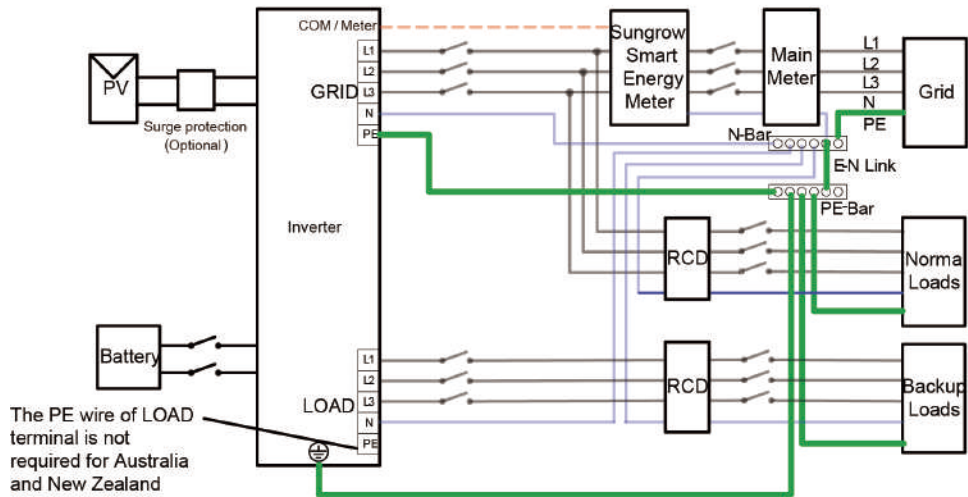 COM / Meter
L1
L2
GRID
L3
N
PE
PV
Surge protection
(Optional)
Sungrow
Smart
Energy
Meter
Main
Meter
L1
L2
L3
N
PE
Grid
N-Bar
E-N Link
PE-Bar
Inverter
RCD
Norma
Loads
Battery
L1
L2
LOAD
L3
N
PE
RCD
Backup
Loads
The PE wire of LOAD
terminal is not
required for Australia
and New Zealand